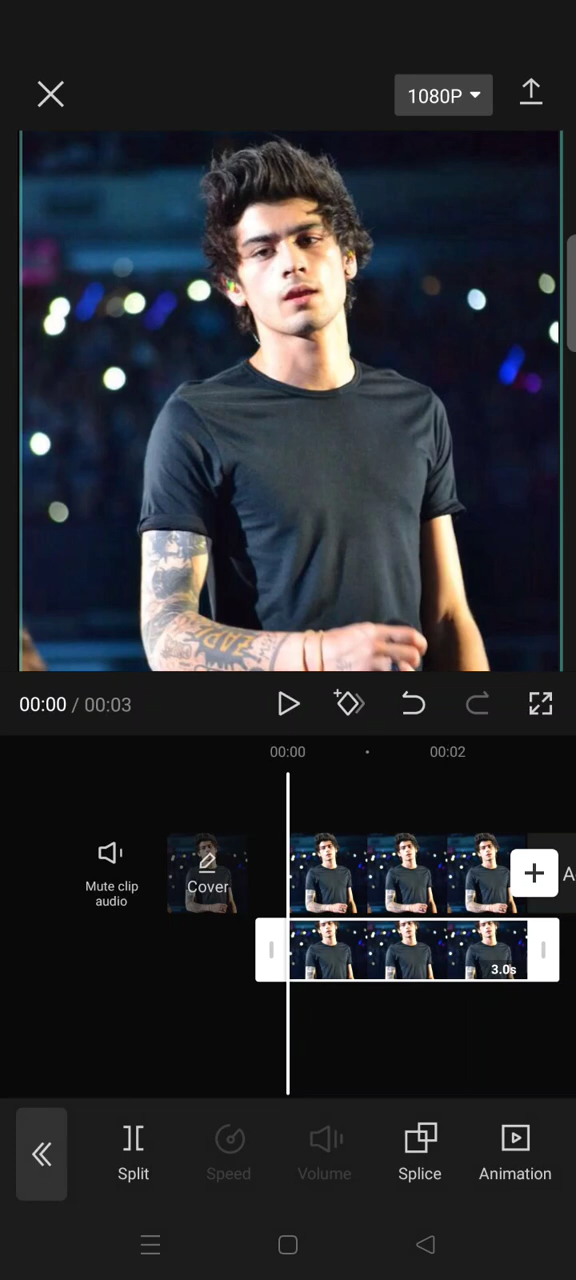 1080P
00:00 / 00:03
00:00
00:02
Mute clip
audio
Cover
A
3.0s
Split
Speed
Volume
Splice
Animation